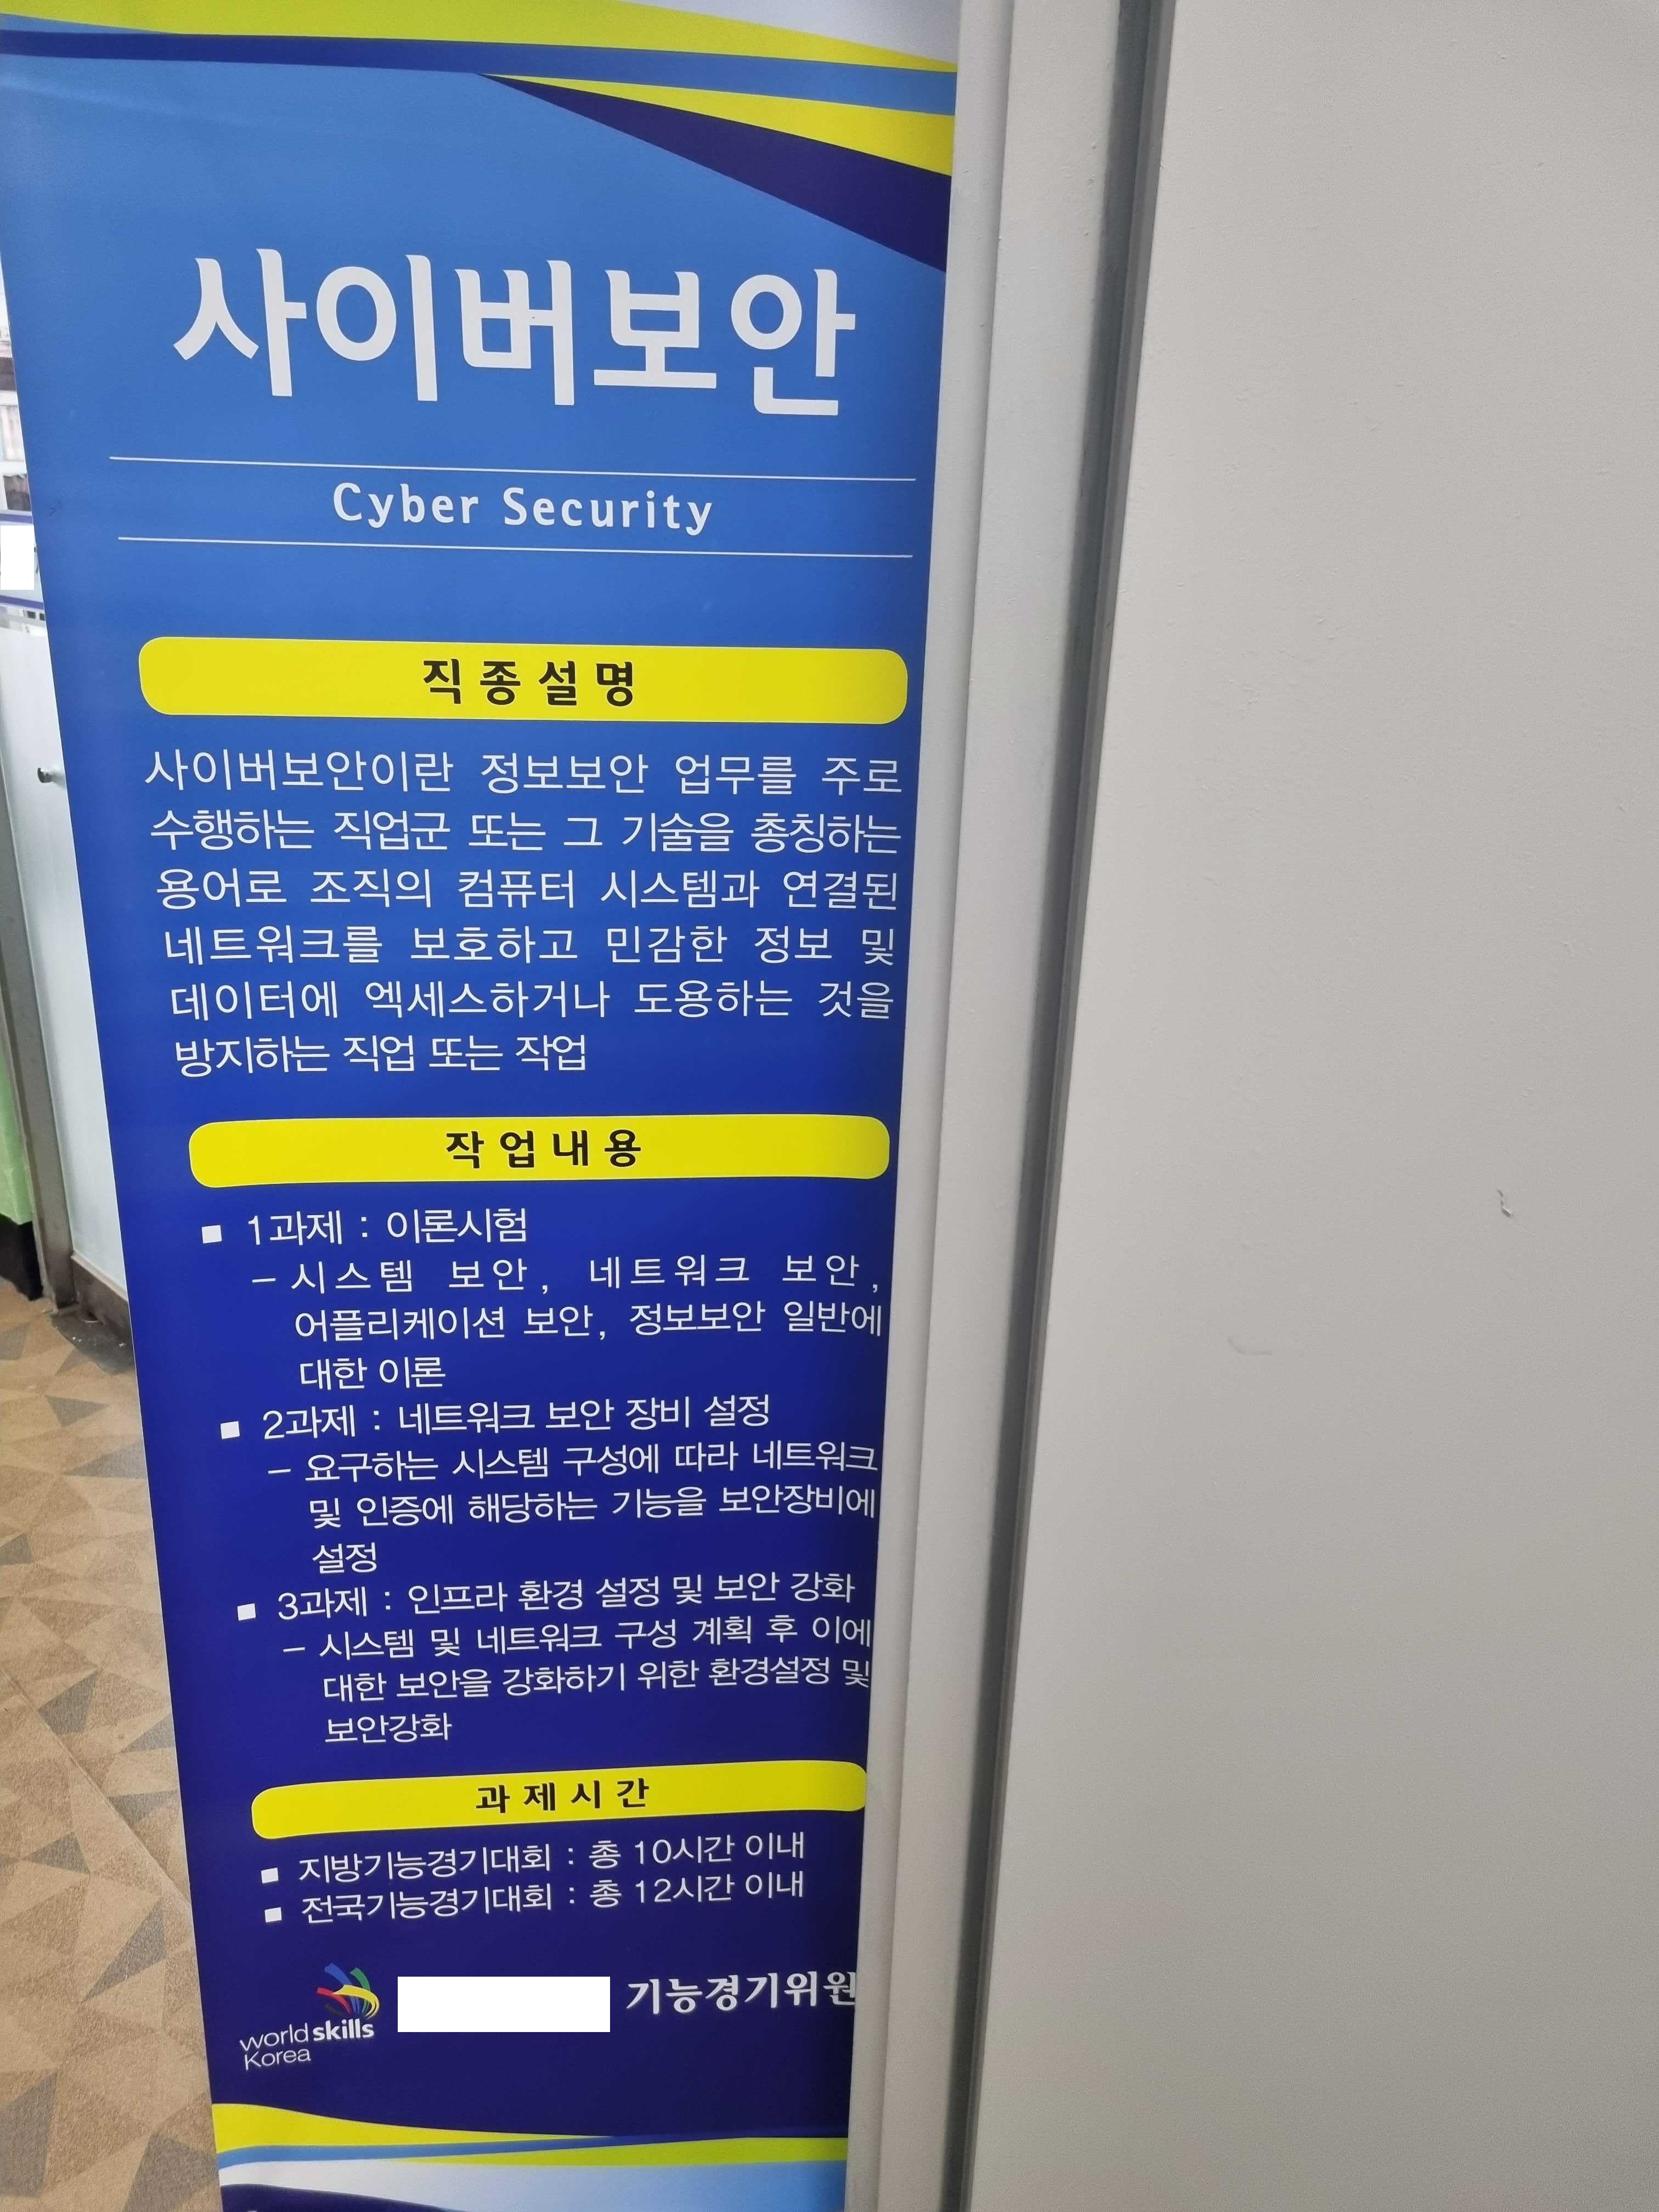 사이버보안
Cyber Security
직종설명
사이버보안이란 정보보안 업무를 주로
수행하는 직업군 또는 그 기술을 총칭하는
용어로 조직의 컴퓨터 시스템과 연결된
네트워크를 보호하고 민감한 정보 및
데이터에 엑세스하거나 도용하는 것을
방지하는 직업 또는 작업
작업내용
■ 1과제 : 이론시험
- 시스템 보안, 네트워크 보안,
어플리케이션 보안, 정보보안 일반에
대한 이론
■ 2과제 : 네트워크 보안 장비 설정
- 요구하는 시스템 구성에 따라 네트워크
및 인증에 해당하는 기능을 보안장비에
설정
■ 3과제 : 인프라 환경 설정 및 보안 강화
- 시스템 및 네트워크 구성 계획 후 이에
대한 보안을 강화하기 위한 환경설정 및
보안강화
과제시간
■ 지방기능경기대회 : 총 10시간 이내
■ 전국기능경기대회 : 총 12시간 이내
기능경기위원
worldskills
Korea